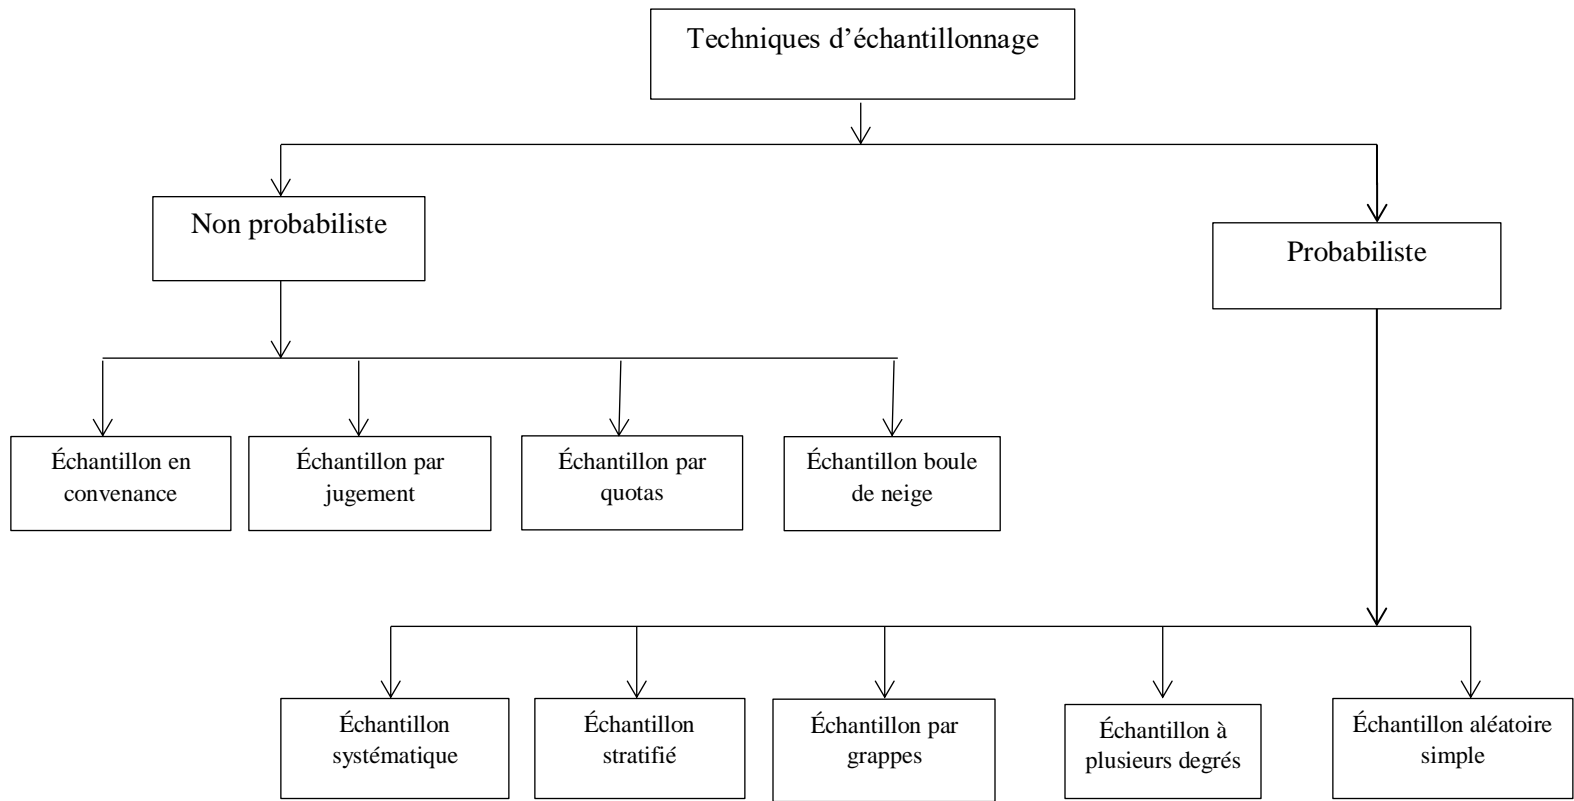 Techniques d’échantillonnage
Non probabiliste
Probabiliste
Échantillon en
convenance
Échantillon par
jugement
Échantillon par
quotas
Échantillon boule
de neige
Échantillon
systématique
Échantillon
stratifié
Échantillon par
grappes
Échantillon à
plusieurs degrés
Échantillon aléatoire
simple